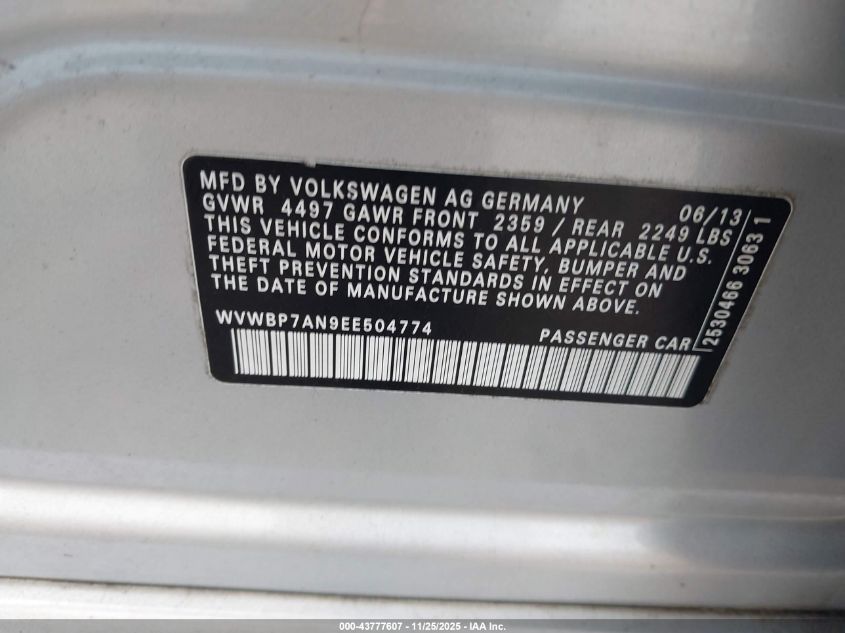 MFD BY VOLKSWAGEN AG GERMANY 06/13
GVWR 4497 GAWR FRONT 2359 / REAR 2249 LBS
THIS VEHICLE CONFORMS TO ALL APPLICABLE U.S.
FEDERAL MOTOR VEHICLE SAFETY, BUMPER AND
THEFT PREVENTION STANDARDS IN EFFECT ON
THE DATE OF MANUFACTURE SHOWN ABOVE.
WVWBP7AN9EE504774 PASSENGER CAR
2530466 3063 1
000-43777607 - 11/25/2025 - IAA Inc.